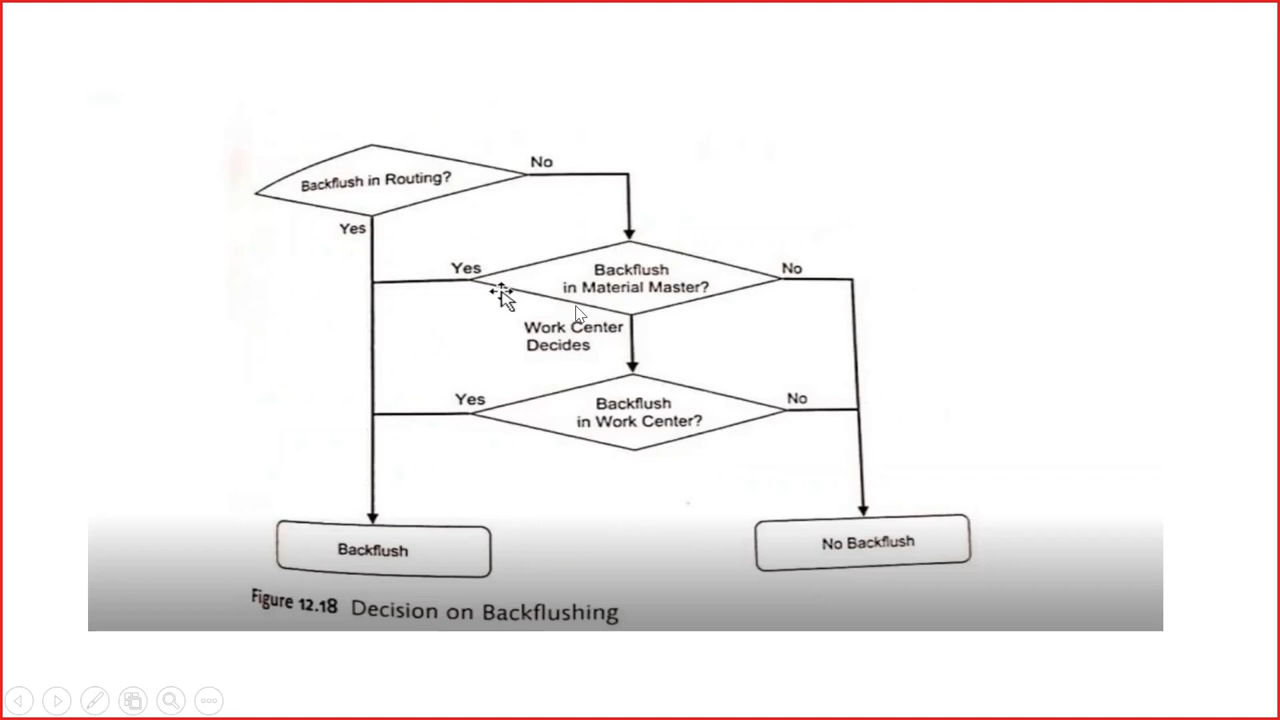 Backflush in Routing?
No
Yes
Yes
Backflush
in Material Master?
No
Work Center
Decides
Yes
Backflush
in Work Center?
No
Backflush
No Backflush
Figure 12.18 Decision on Backflushing